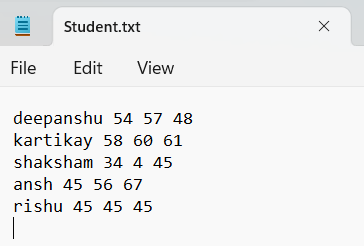 Student.txt
File Edit View
deepanshu 54 57 48
kartikay 58 60 61
shaksham 34 4 45
ansh 45 56 67
rishu 45 45 45